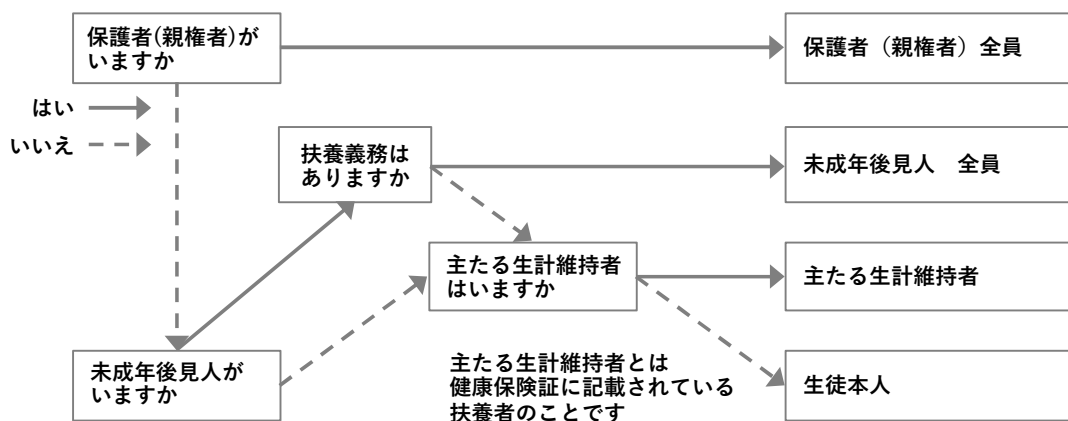 保護者(親権者)が
いますか
保護者（親権者）全員
はい
いいえ
扶養義務は
ありますか
未成年後見人　全員
主たる生計維持者
はいますか
主たる生計維持者
未成年後見人が
いますか
主たる生計維持者とは
健康保険証に記載されている
扶養者のことです
生徒本人